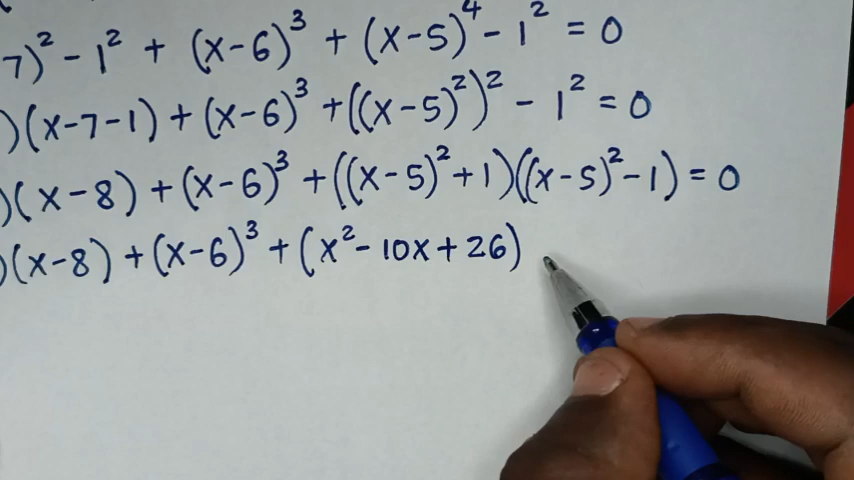 7)² - 1² + (x-6)³ + (x-5)⁴ - 1² = 0
)(x-7-1) + (x-6)³ + ((x-5)²)² - 1² = 0
)(x-8) + (x-6)³ + ((x-5)²+1)((x-5)²-1) = 0
)(x-8) + (x-6)³ + (x²-10x+26)